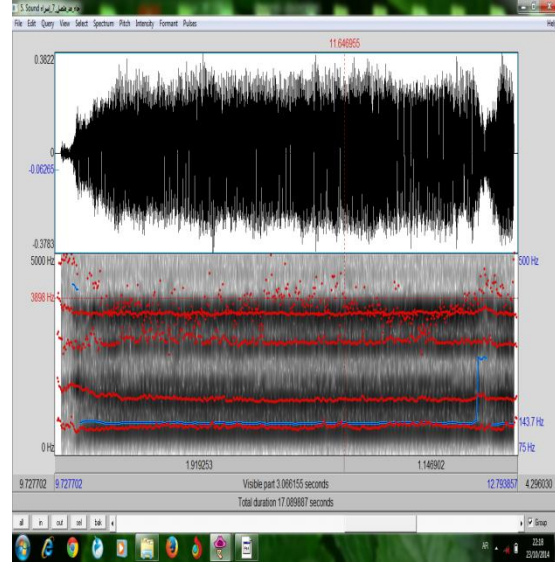 5. Sound جاء_مد_متصل_7_إسراء
File Edit Query View Select Spectrum Pitch Intensity Formant Pulses Hel
11.646955
0.3822
0
-0.06265
-0.3783
5000 Hz
500 Hz
3898 Hz
143.7 Hz
0 Hz
75 Hz
1.919253 1.146902
9.727702 9.727702 Visible part 3.066155 seconds 12.793857 4.296030
Total duration 17.089887 seconds
all in out sel bak Group
AR 22:18
23/10/2014